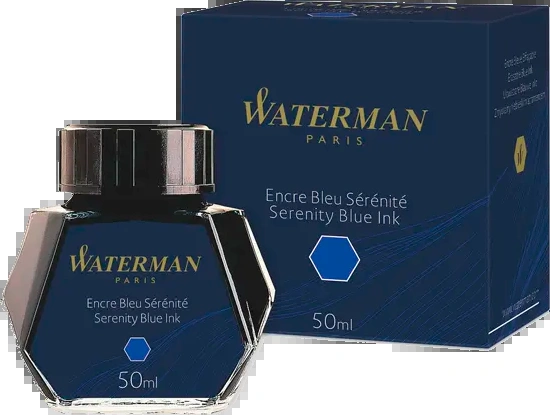 WATERMAN
PARIS
Encre Bleu Sérénité
Serenity Blue Ink
50ml
WATERMAN
PARIS
Encre Bleu Sérénité
Serenity Blue Ink
50ml